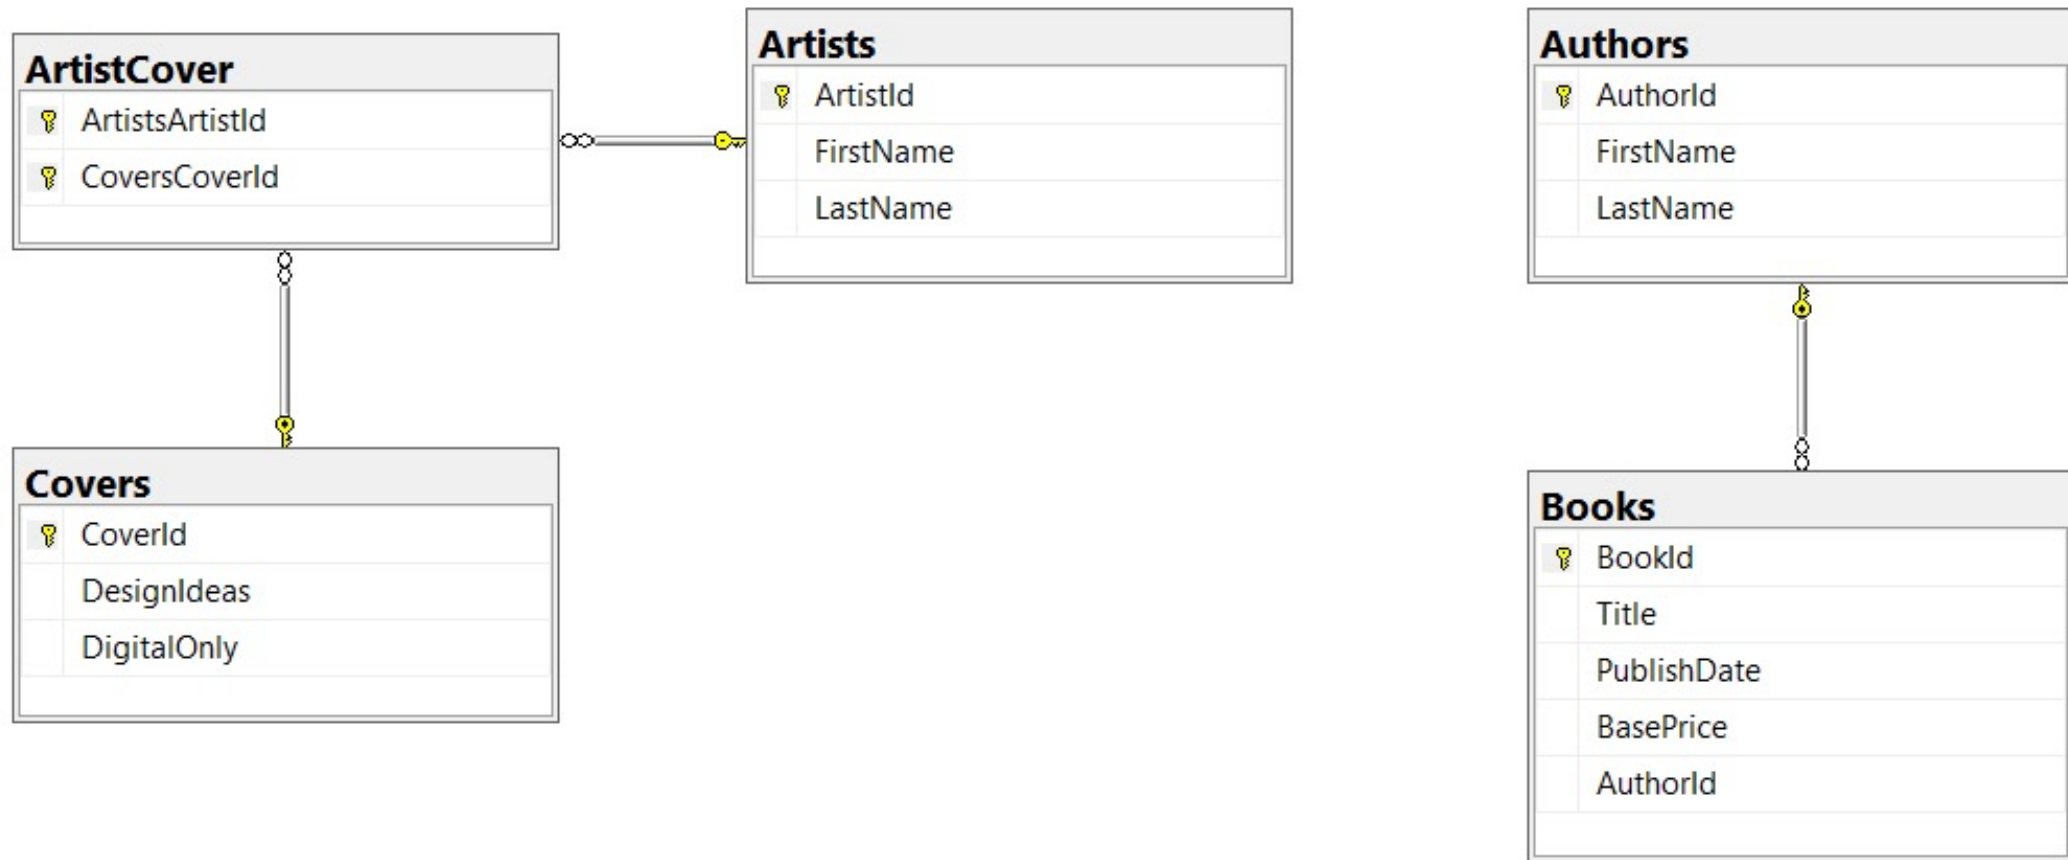 ArtistCover
ArtistsArtistId
CoversCoverId
Artists
ArtistId
FirstName
LastName
Authors
AuthorId
FirstName
LastName
Covers
CoverId
DesignIdeas
DigitalOnly
Books
BookId
Title
PublishDate
BasePrice
AuthorId